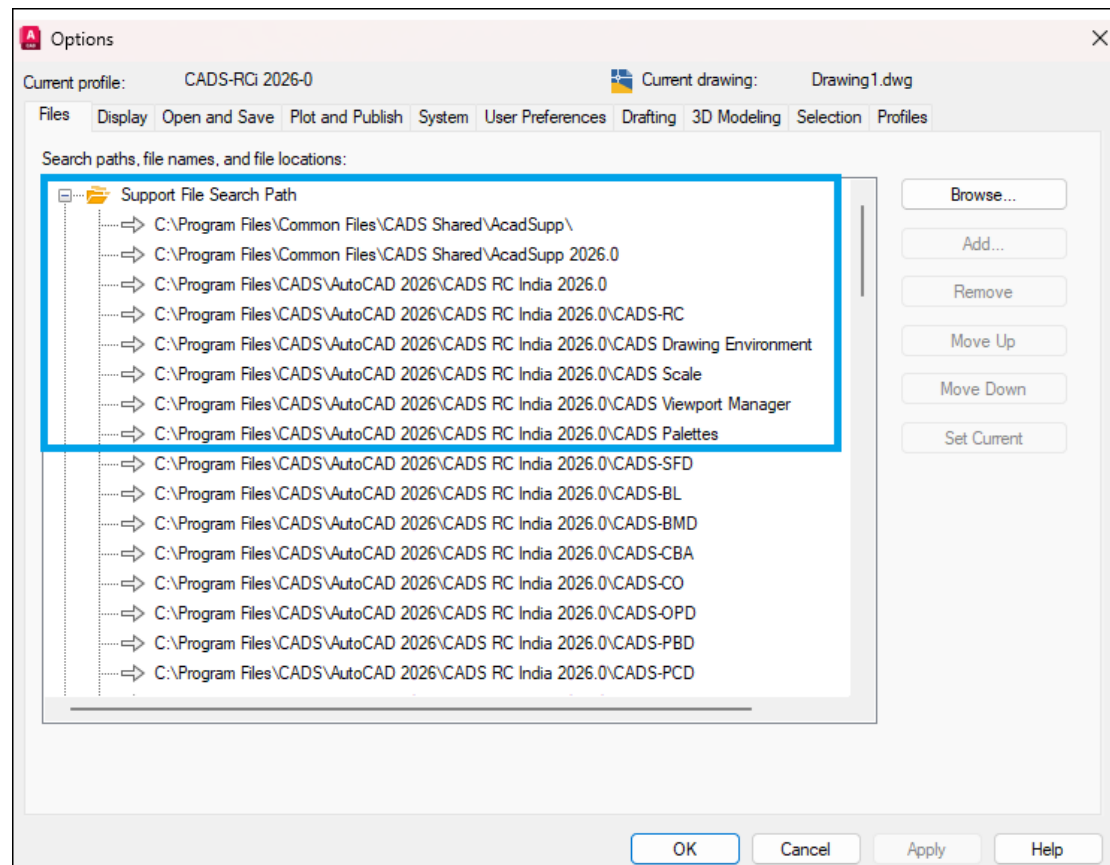 Options
Current profile: CADS-RCi 2026-0 Current drawing: Drawing1.dwg
Files Display Open and Save Plot and Publish System User Preferences Drafting 3D Modeling Selection Profiles
Search paths, file names, and file locations:
Support File Search Path
C:\Program Files\Common Files\CADS Shared\AcadSupp\
C:\Program Files\Common Files\CADS Shared\AcadSupp 2026.0
C:\Program Files\CADS\AutoCAD 2026\CADS RC India 2026.0
C:\Program Files\CADS\AutoCAD 2026\CADS RC India 2026.0\CADS-RC
C:\Program Files\CADS\AutoCAD 2026\CADS RC India 2026.0\CADS Drawing Environment
C:\Program Files\CADS\AutoCAD 2026\CADS RC India 2026.0\CADS Scale
C:\Program Files\CADS\AutoCAD 2026\CADS RC India 2026.0\CADS Viewport Manager
C:\Program Files\CADS\AutoCAD 2026\CADS RC India 2026.0\CADS Palettes
C:\Program Files\CADS\AutoCAD 2026\CADS RC India 2026.0\CADS-SFD
C:\Program Files\CADS\AutoCAD 2026\CADS RC India 2026.0\CADS-BL
C:\Program Files\CADS\AutoCAD 2026\CADS RC India 2026.0\CADS-BMD
C:\Program Files\CADS\AutoCAD 2026\CADS RC India 2026.0\CADS-CBA
C:\Program Files\CADS\AutoCAD 2026\CADS RC India 2026.0\CADS-CO
C:\Program Files\CADS\AutoCAD 2026\CADS RC India 2026.0\CADS-OPD
C:\Program Files\CADS\AutoCAD 2026\CADS RC India 2026.0\CADS-PBD
C:\Program Files\CADS\AutoCAD 2026\CADS RC India 2026.0\CADS-PCD
Browse...
Add...
Remove
Move Up
Move Down
Set Current
OK Cancel Apply Help